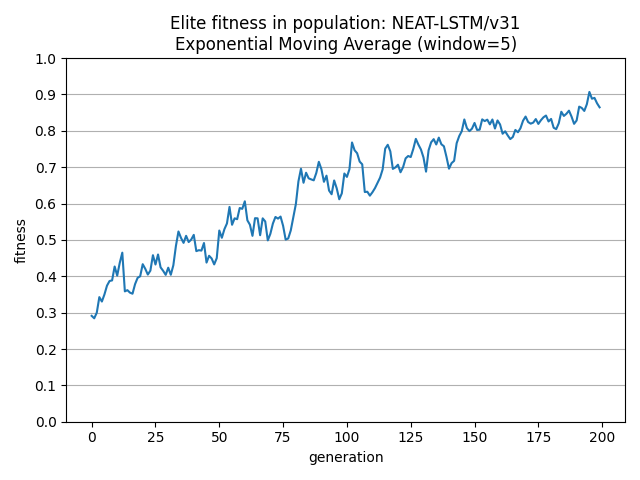 Elite fitness in population: NEAT-LSTM/v31
Exponential Moving Average (window=5)
1.0
0.9
0.8
0.7
0.6
0.5
0.4
0.3
0.2
0.1
0.0
fitness
0 25 50 75 100 125 150 175 200
generation